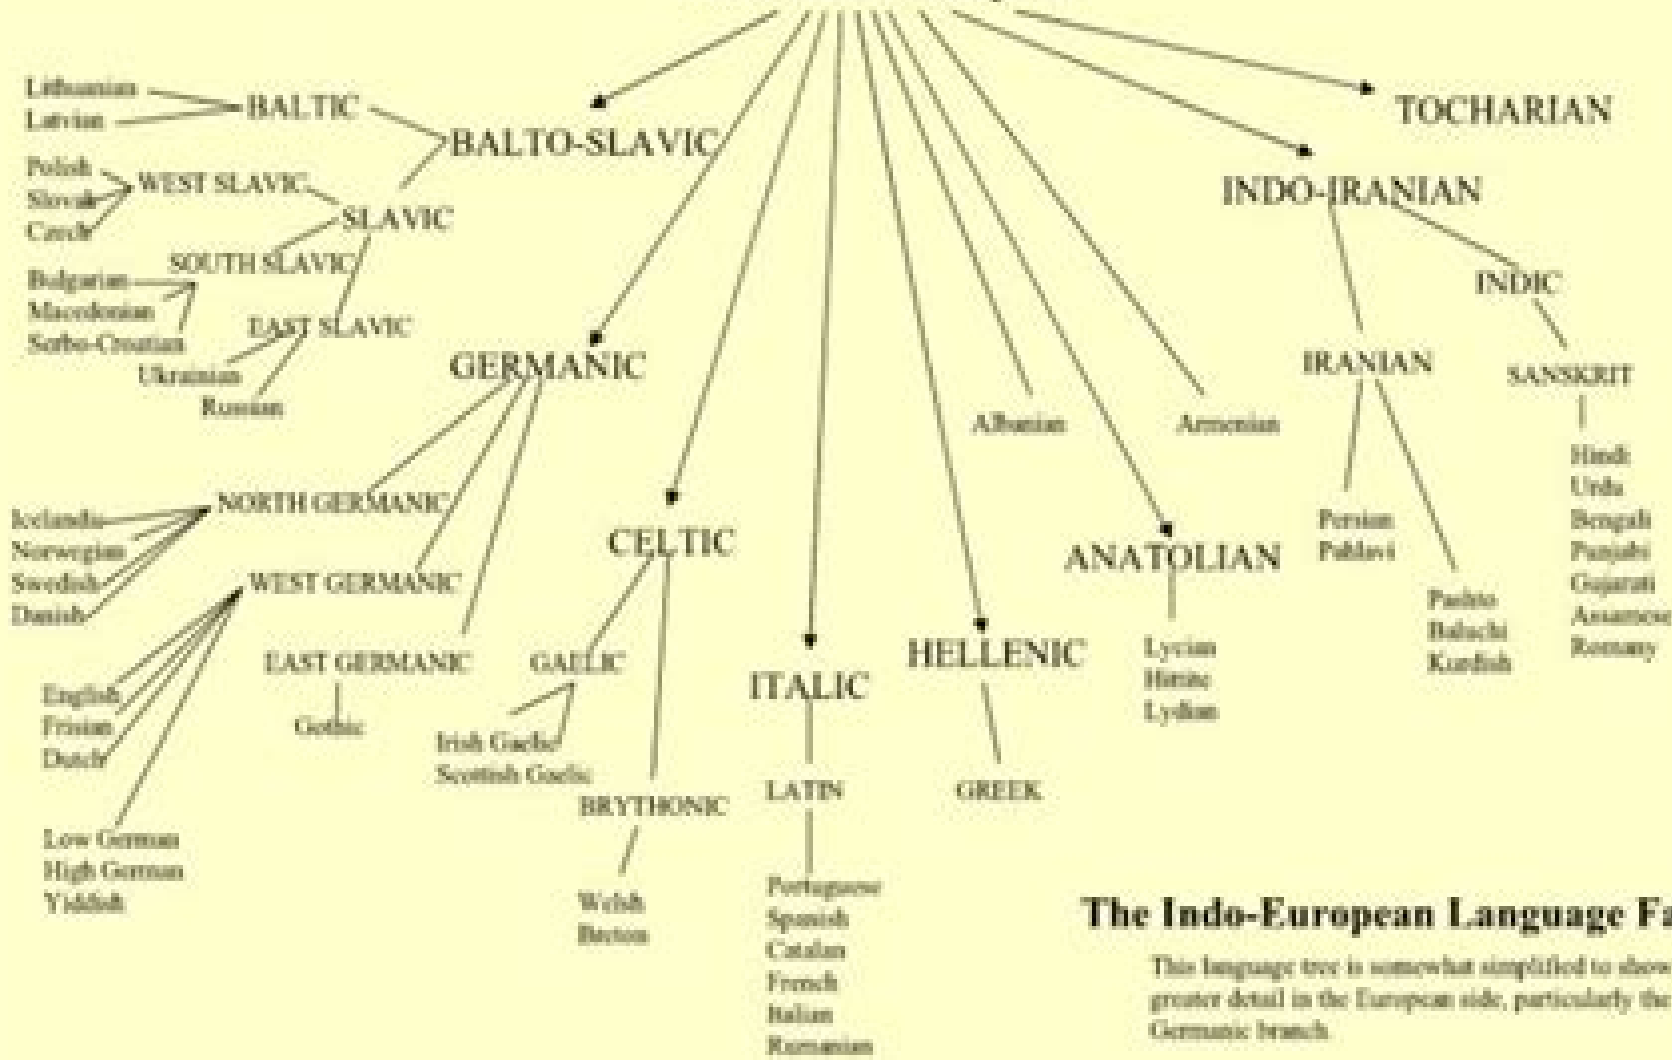 Lithuanian
Latvian
BALTIC
BALTO-SLAVIC
Polish
Slovak
Czech
WEST SLAVIC
SLAVIC
SOUTH SLAVIC
Bulgarian
Macedonian
Serbo-Croatian
EAST SLAVIC
Ukrainian
Russian
GERMANIC
NORTH GERMANIC
Icelandic
Norwegian
Swedish
Danish
WEST GERMANIC
English
Frisian
Dutch
Low German
High German
Yiddish
EAST GERMANIC
Gothic
CELTIC
GAELIC
Irish Gaelic
Scottish Gaelic
BRYTHONIC
Welsh
Breton
ITALIC
LATIN
Portuguese
Spanish
Catalan
French
Italian
Rumanian
HELLENIC
GREEK
Albanian
ANATOLIAN
Lycian
Hittite
Lydian
Armenian
TOCHARIAN
INDO-IRANIAN
IRANIAN
Persian
Pahlavi
Pashto
Baluchi
Kurdish
INDIC
SANSKRIT
Hindi
Urdu
Bengali
Punjabi
Gujarati
Assamese
Romany
The Indo-European Language Fa
This language tree is somewhat simplified to show
greater detail in the European side, particularly the
Germanic branch.